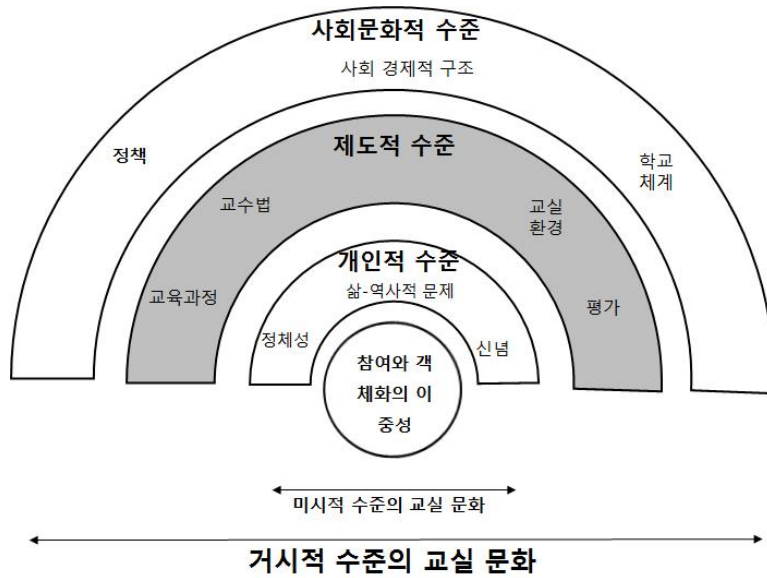 사회문화적 수준
사회 경제적 구조
정책
학교
체계
제도적 수준
교수법
교실
환경
교육과정
평가
개인적 수준
삶-역사적 문제
정체성
신념
참여와 객
체화의 이
중성
미시적 수준의 교실 문화
거시적 수준의 교실 문화